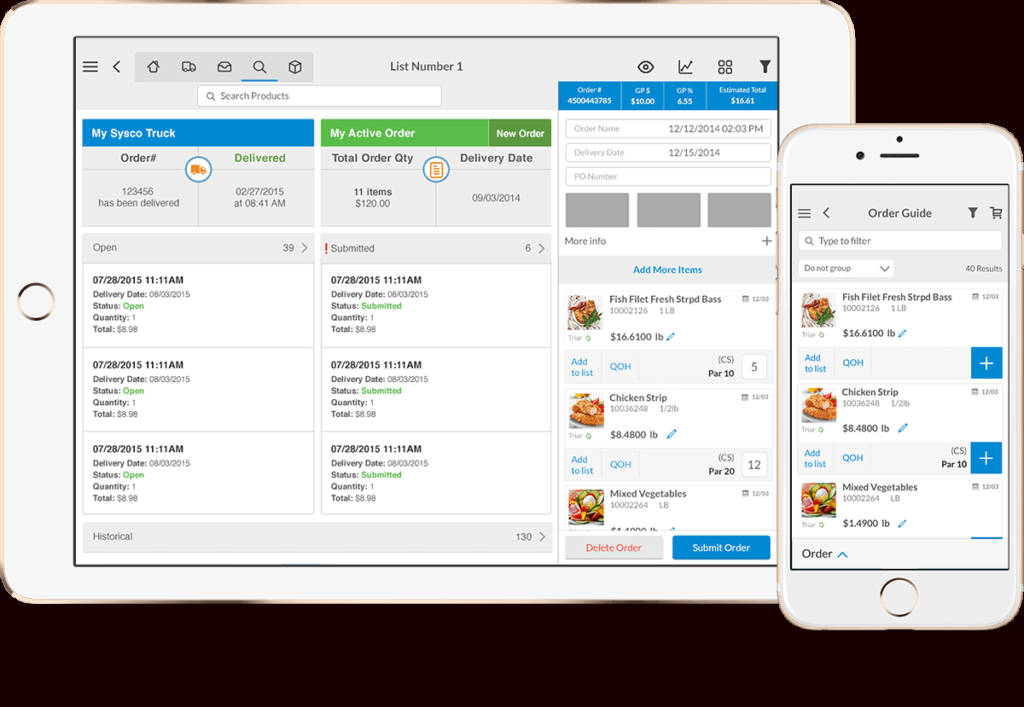 List Number 1
Search Products
My Sysco Truck
Order#
Delivered
123456
has been delivered
02/27/2015
at 08:41 AM
My Active Order
New Order
Total Order Qty
Delivery Date
11 items
$120.00
09/03/2014
Open
39
07/28/2015 11:11AM
Delivery Date: 08/03/2015
Status: Open
Quantity: 1
Total: $8.98
07/28/2015 11:11AM
Delivery Date: 08/03/2015
Status: Open
Quantity: 1
Total: $8.98
07/28/2015 11:11AM
Delivery Date: 08/03/2015
Status: Open
Quantity: 1
Total: $8.98
! Submitted
6
07/28/2015 11:11AM
Delivery Date: 08/03/2015
Status: Submitted
Quantity: 1
Total: $8.98
07/28/2015 11:11AM
Delivery Date: 08/03/2015
Status: Submitted
Quantity: 1
Total: $8.98
07/28/2015 11:11AM
Delivery Date: 08/03/2015
Status: Submitted
Quantity: 1
Total: $8.98
Historical
130
Order #
4500443785
GP $
$10.00
GP %
6.55
Estimated Total
$16.61
Order Name 12/12/2014 02:03 PM
Delivery Date 12/15/2014
PO Number
More info +
Add More Items
Fish Filet Fresh Strpd Bass 12/03
10002126 1 LB
Triar
$16.6100 lb
Add
to list
QOH
(CS)
Par 10
5
Chicken Strip 12/03
10036248 1/2lb
Triar
$8.4800 lb
Add
to list
QOH
(CS)
Par 20
12
Mixed Vegetables 12/03
10002264 LB
$1.4900 lb
Delete Order
Submit Order
Order Guide
Type to filter
Do not group
40 Results
Fish Filet Fresh Strpd Bass 12/03
10002126 1 LB
Triar
$16.6100 lb
Add
to list
QOH
+
Chicken Strip 12/03
10036248 1/2lb
Triar
$8.4800 lb
Add
to list
QOH
(CS)
Par 10
+
Mixed Vegetables 12/03
10002264 LB
Triar
$1.4900 lb
Order